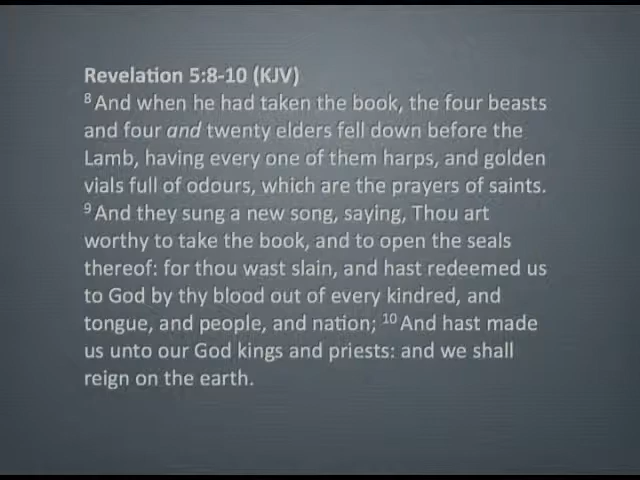 Revelation 5:8-10 (KJV)
8 And when he had taken the book, the four beasts
and four and twenty elders fell down before the
Lamb, having every one of them harps, and golden
vials full of odours, which are the prayers of saints.
9 And they sung a new song, saying, Thou art
worthy to take the book, and to open the seals
thereof: for thou wast slain, and hast redeemed us
to God by thy blood out of every kindred, and
tongue, and people, and nation; 10 And hast made
us unto our God kings and priests: and we shall
reign on the earth.